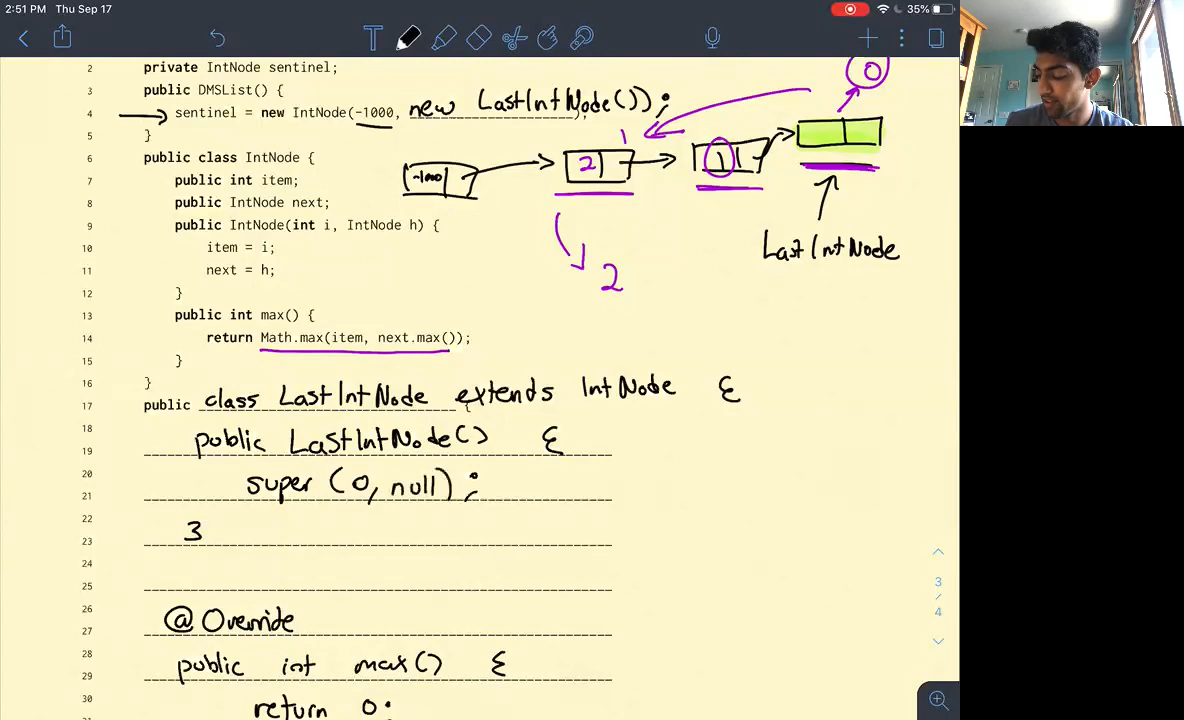 2:51 PM Thu Sep 17
35%
2 private IntNode sentinel;
3 public DMSList() {
4 sentinel = new IntNode(-1000, new LastIntNode());
5 }
6 public class IntNode {
7 public int item;
8 public IntNode next;
9 public IntNode(int i, IntNode h) {
10 item = i;
11 next = h;
12 }
13 public int max() {
14 return Math.max(item, next.max());
15 }
16 }
17 public class LastIntNode extends IntNode {
18
19 public LastIntNode() {
20
21 super (0, null);
22
23 }
24
25
26
27 @Override
28
29 public int max() {
30 return 0;
0
1
-1000
2
1
2
LastIntNode
T
3
/
4